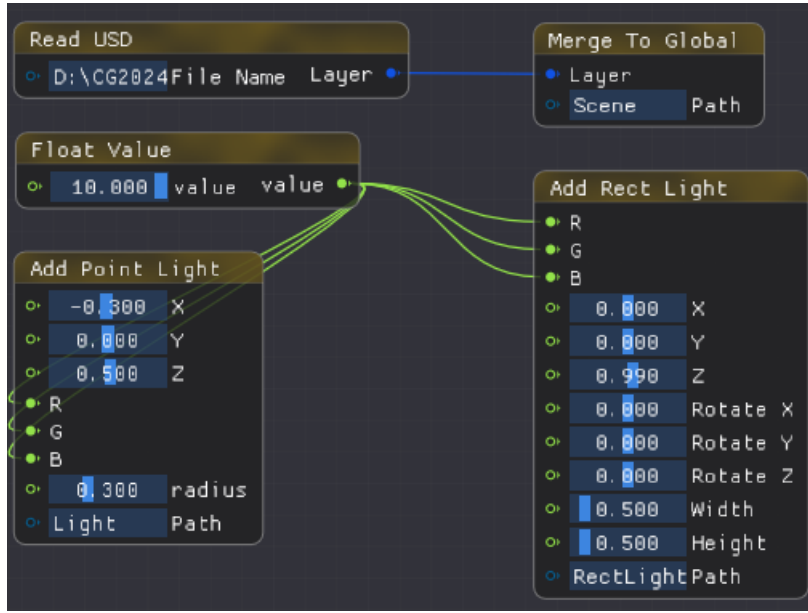 Read USD
D:\CG2024 File Name Layer
Merge To Global
Layer
Scene Path
Float Value
10.000 value value
Add Point Light
-0.300 X
0.000 Y
0.500 Z
R
G
B
0.300 radius
Light Path
Add Rect Light
R
G
B
0.000 X
0.000 Y
0.990 Z
0.000 Rotate X
0.000 Rotate Y
0.000 Rotate Z
0.500 Width
0.500 Height
RectLight Path